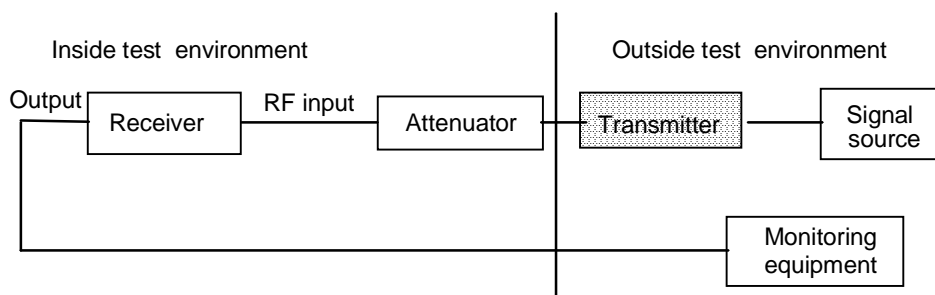 Inside test environment
Outside test environment
Output
Receiver
RF input
Attenuator
Transmitter
Signal
source
Monitoring
equipment